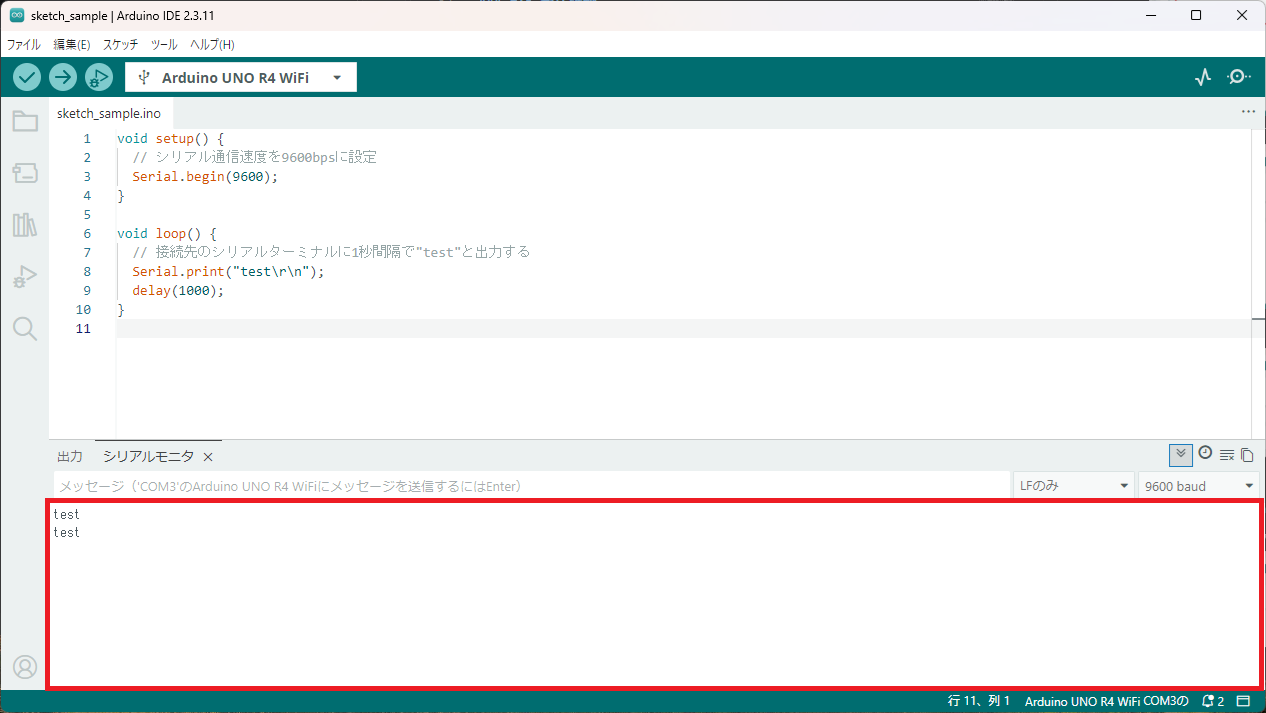 sketch_sample | Arduino IDE 2.3.11
ファイル 編集(E) スケッチ ツール ヘルプ(H)
Arduino UNO R4 WiFi
sketch_sample.ino
1 void setup() {
2 // シリアル通信速度を9600bpsに設定
3 Serial.begin(9600);
4 }
5
6 void loop() {
7 // 接続先のシリアルターミナルに1秒間隔で"test"と出力する
8 Serial.print("test\r\n");
9 delay(1000);
10 }
11
出力 シリアルモニタ
メッセージ（'COM3'のArduino UNO R4 WiFiにメッセージを送信するにはEnter） LFのみ 9600 baud
test
test
行 11、列 1 Arduino UNO R4 WiFi COM3の 2